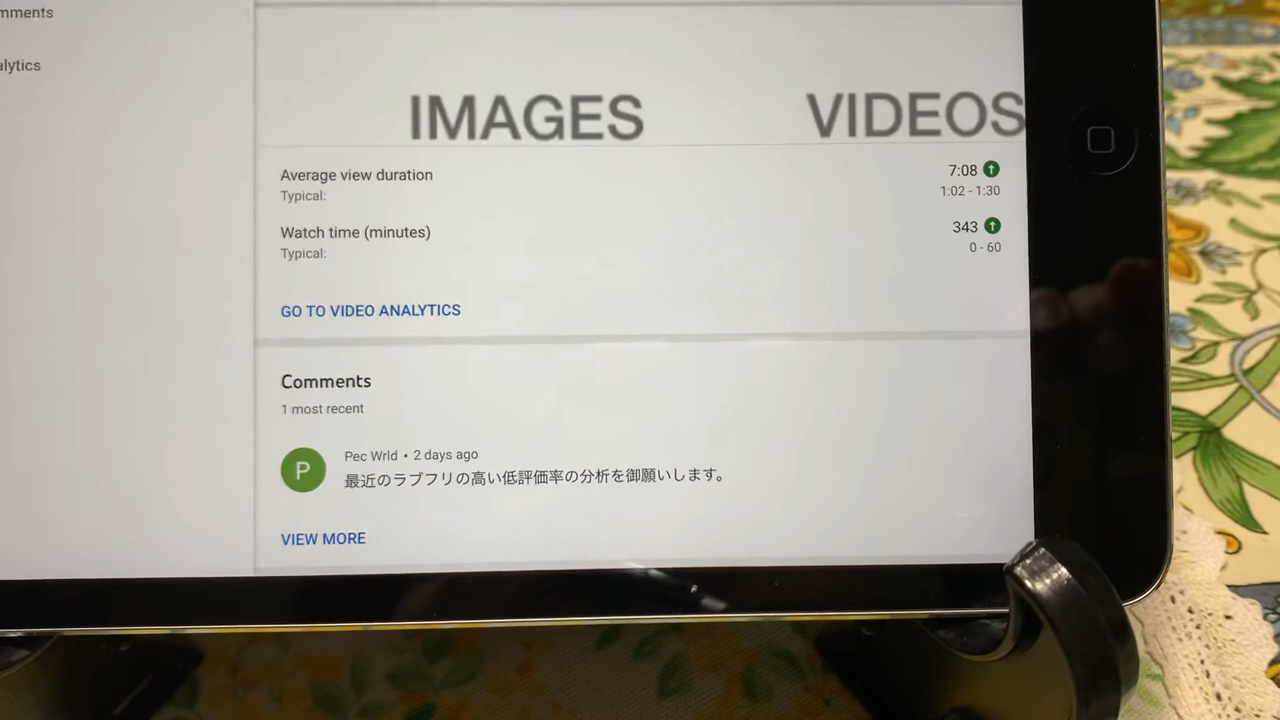 mments
alytics
IMAGES VIDEOS
Average view duration 7:08
Typical: 1:02 - 1:30
Watch time (minutes) 343
Typical: 0 - 60
GO TO VIDEO ANALYTICS
Comments
1 most recent
P
Pec Wrld • 2 days ago
最近のラブフリの高い低評価率の分析を御願いします。
VIEW MORE